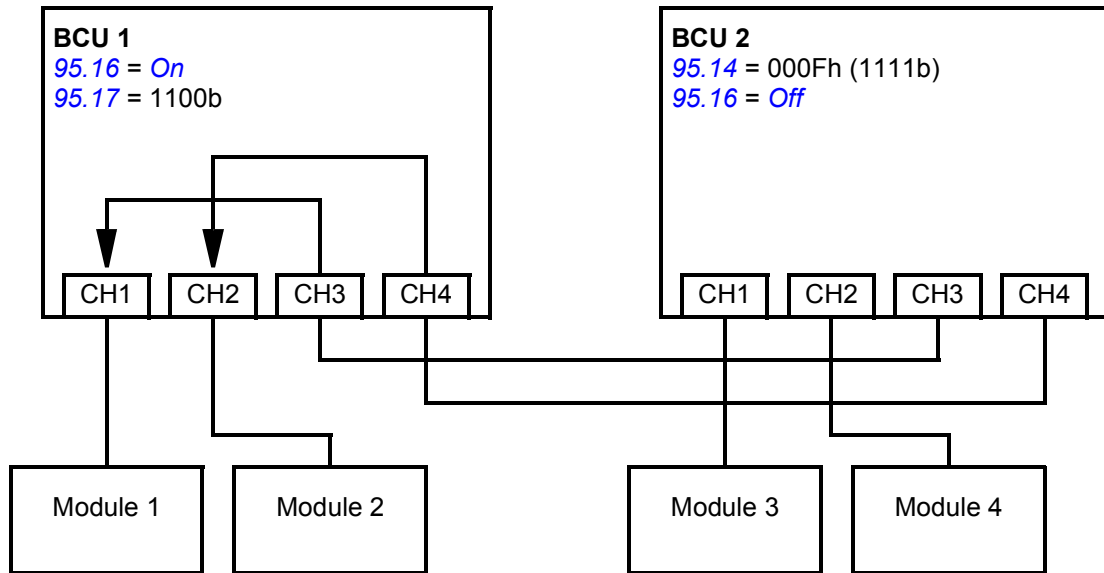 BCU 1
95.16 = On
95.17 = 1100b
CH1 CH2 CH3 CH4
BCU 2
95.14 = 000Fh (1111b)
95.16 = Off
CH1 CH2 CH3 CH4
Module 1 Module 2 Module 3 Module 4